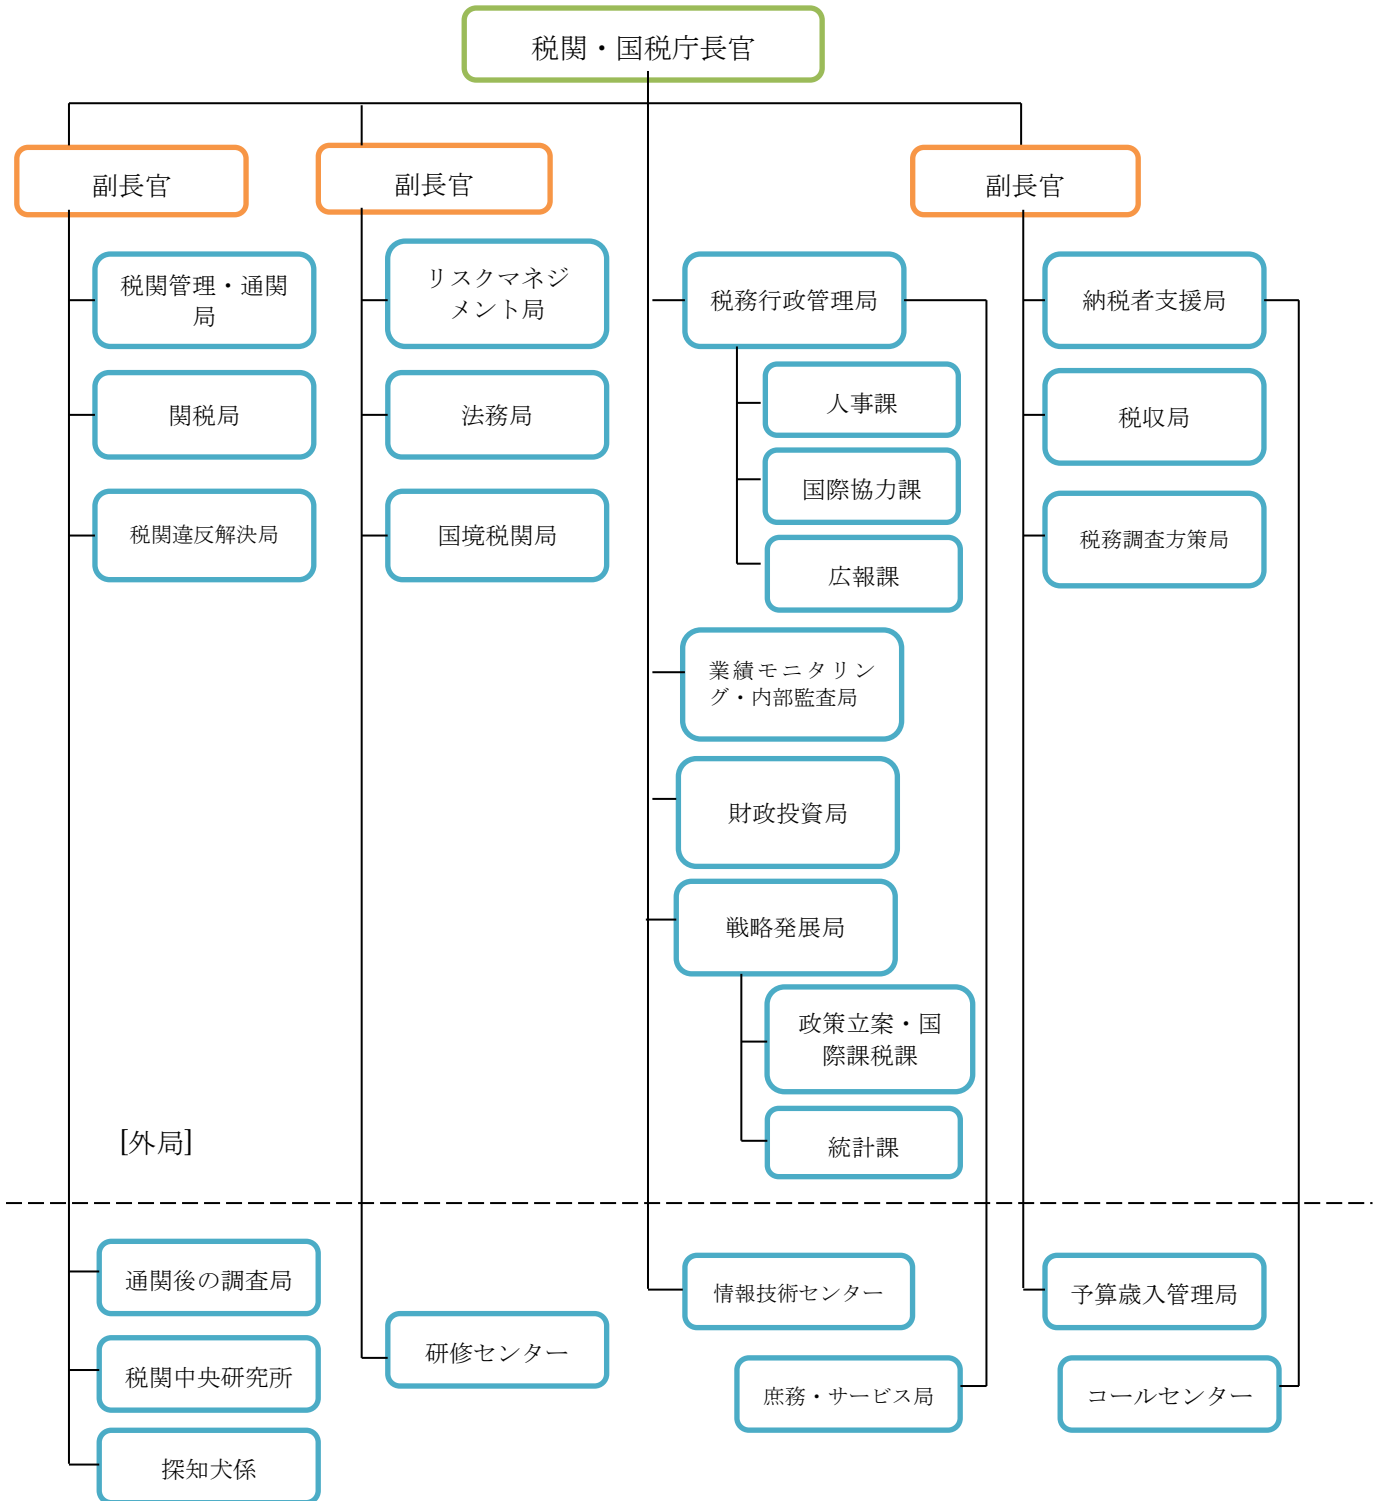 税関・国税庁長官
副長官
副長官
副長官
税関管理・通関
局
リスクマネジ
メント局
税務行政管理局
納税者支援局
関税局
法務局
人事課
税収局
国際協力課
税関違反解決局
国境税関局
税務調査方策局
広報課
業績モニタリン
グ・内部監査局
財政投資局
戦略発展局
政策立案・国
際課税課
統計課
[外局]
通関後の調査局
情報技術センター
予算歳入管理局
税関中央研究所
研修センター
庶務・サービス局
コールセンター
探知犬係